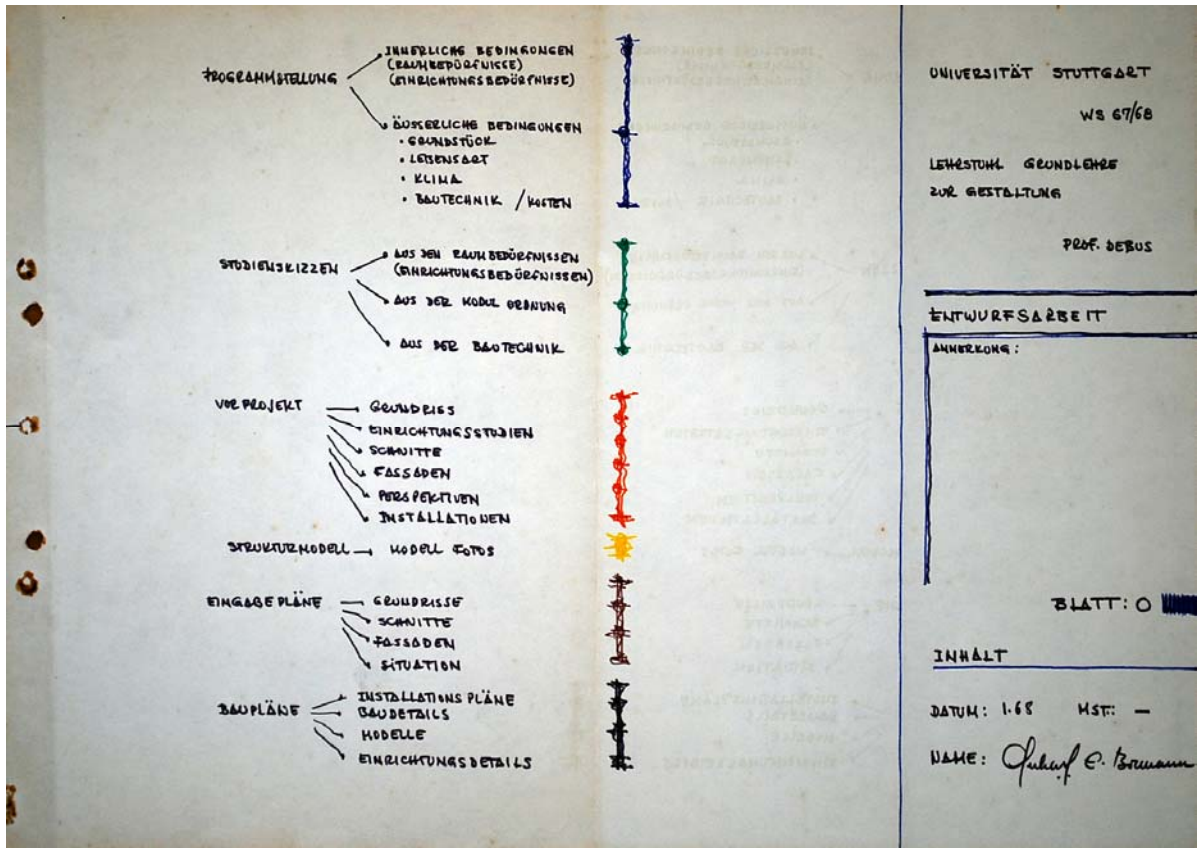 PROGRAMMSTELLUNG
INNERLICHE BEDINGUNGEN
(RAUMBEDÜRFNISSE)
(EINRICHTUNGSBEDÜRFNISSE)
ÄUSSERLICHE BEDINGUNGEN
• GRUNDSTÜCK
• LEBENSART
• KLIMA
• BAUTECHNIK / KOSTEN
STUDIENSKIZZEN
AUS DEN RAUMBEDÜRFNISSEN
(EINRICHTUNGSBEDÜRFNISSEN)
AUS DER MODUL ORDNUNG
AUS DER BAUTECHNIK
VORPROJEKT
GRUNDRISS
EINRICHTUNGSSTUDIEN
SCHNITTE
FASSADEN
PERSPEKTIVEN
INSTALLATIONEN
STRUKTURMODELL
MODELL FOTOS
EINGABE PLÄNE
GRUNDRISSE
SCHNITTE
FASSADEN
SITUATION
BAUPLÄNE
INSTALLATIONS PLÄNE
BAUDETAILS
MODELLE
EINRICHTUNGSDETAILS
UNIVERSITÄT STUTTGART
WS 67/68
LEHRSTUHL GRUNDLEHRE
ZUR GESTALTUNG
PROF. DEBUS
ENTWURFSARBEIT
ANMERKUNG:
BLATT: 0
INHALT
DATUM: 1.68 MST: —
NAME: E. Bormann